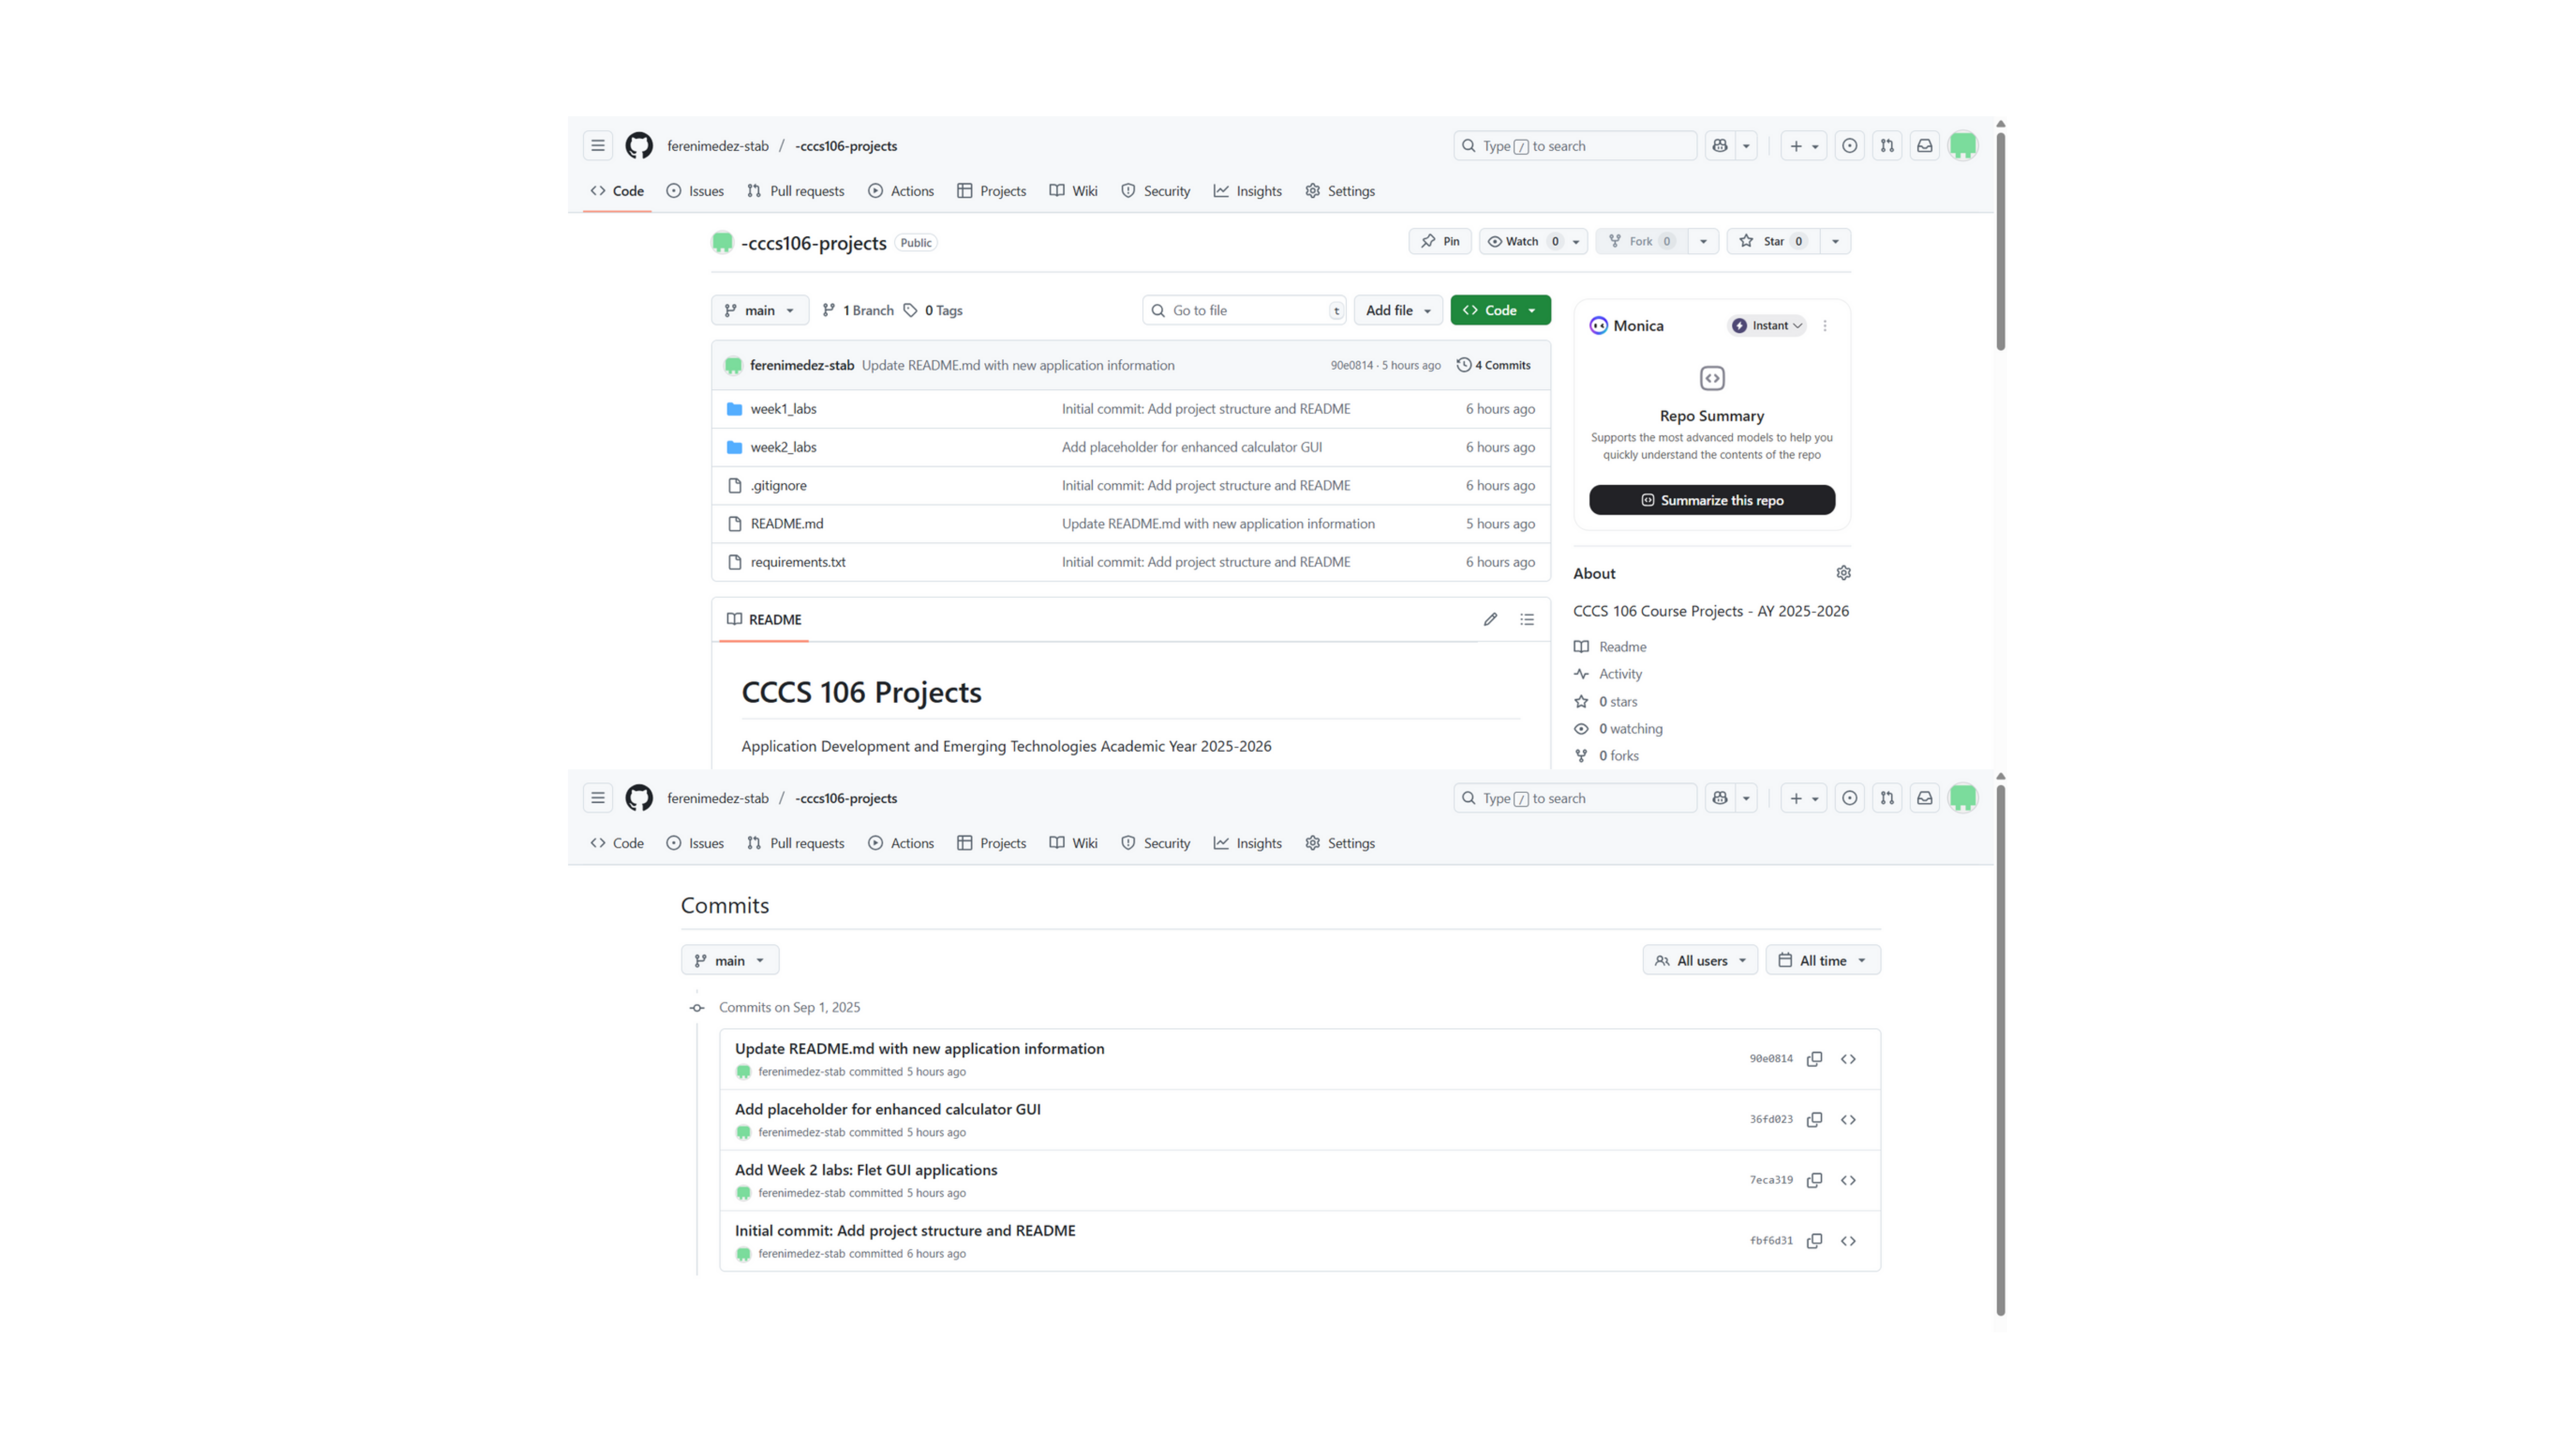 ferenimedez-stab / -cccs106-projects
Type / to search
Code Issues Pull requests Actions Projects Wiki Security Insights Settings
-cccs106-projects Public
Pin Watch 0 Fork 0 Star 0
main 1 Branch 0 Tags Go to file t Add file Code
ferenimedez-stab Update README.md with new application information 90e0814 · 5 hours ago 4 Commits
week1_labs Initial commit: Add project structure and README 6 hours ago
week2_labs Add placeholder for enhanced calculator GUI 6 hours ago
.gitignore Initial commit: Add project structure and README 6 hours ago
README.md Update README.md with new application information 5 hours ago
requirements.txt Initial commit: Add project structure and README 6 hours ago
README
CCCS 106 Projects
Application Development and Emerging Technologies Academic Year 2025-2026
Monica Instant
Repo Summary
Supports the most advanced models to help you
quickly understand the contents of the repo
Summarize this repo
About
CCCS 106 Course Projects - AY 2025-2026
Readme
Activity
0 stars
0 watching
0 forks
ferenimedez-stab / -cccs106-projects
Type / to search
Code Issues Pull requests Actions Projects Wiki Security Insights Settings
Commits
main All users All time
Commits on Sep 1, 2025
Update README.md with new application information
ferenimedez-stab committed 5 hours ago
90e0814
Add placeholder for enhanced calculator GUI
ferenimedez-stab committed 5 hours ago
36fd023
Add Week 2 labs: Flet GUI applications
ferenimedez-stab committed 5 hours ago
7eca319
Initial commit: Add project structure and README
ferenimedez-stab committed 6 hours ago
fbf6d31